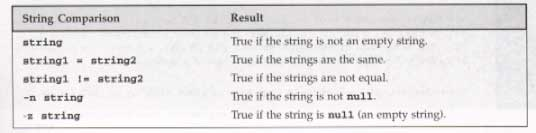 String Comparison Result
string True if the string is not an empty string.
string1 = string2 True if the strings are the same.
string1 != string2 True if the strings are not equal.
-n string True if the string is not null.
-z string True if the string is null (an empty string).